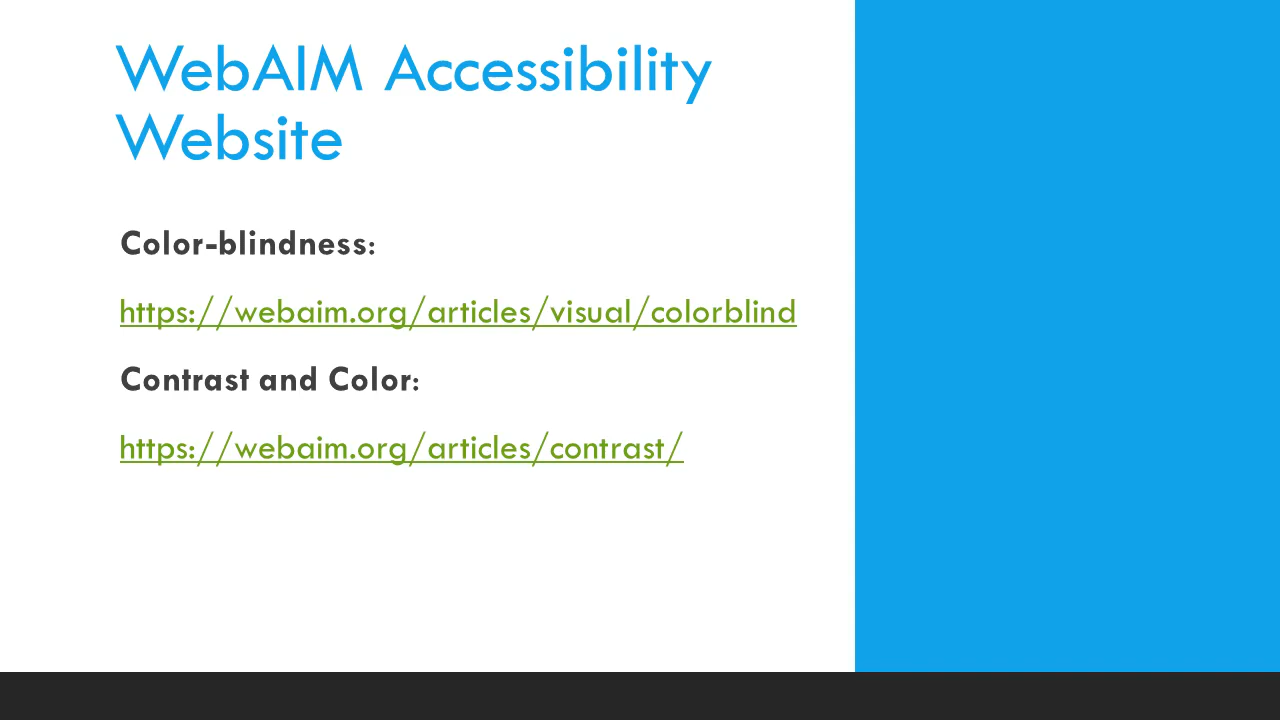 WebAIM Accessibility
Website
Color-blindness:
https://webaim.org/articles/visual/colorblind
Contrast and Color:
https://webaim.org/articles/contrast/